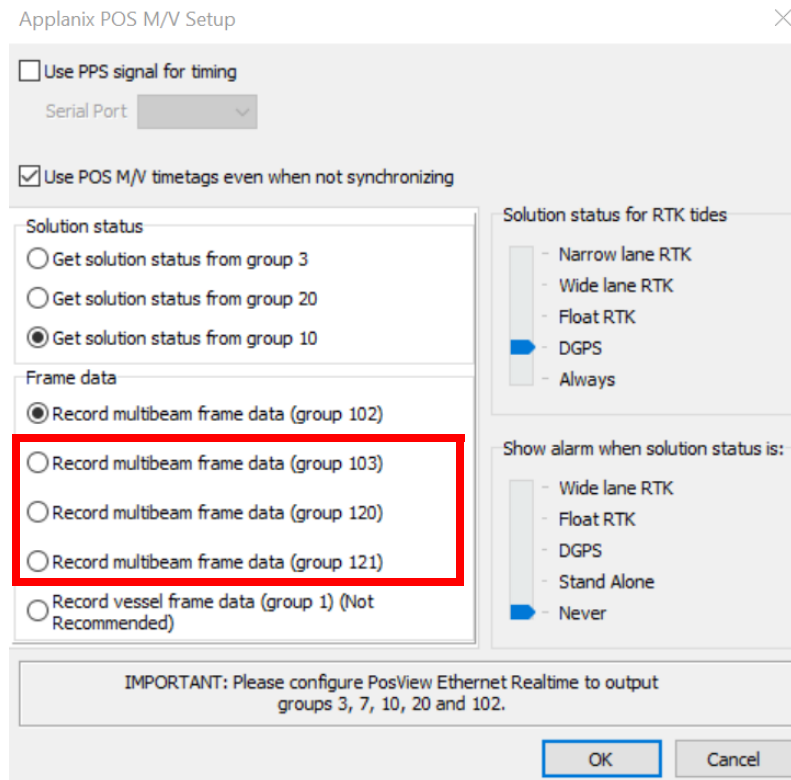 Applanix POS M/V Setup
Use PPS signal for timing
Serial Port
Use POS M/V timetags even when not synchronizing
Solution status
Get solution status from group 3
Get solution status from group 20
Get solution status from group 10
Frame data
Record multibeam frame data (group 102)
Record multibeam frame data (group 103)
Record multibeam frame data (group 120)
Record multibeam frame data (group 121)
Record vessel frame data (group 1) (Not
Recommended)
Solution status for RTK tides
Narrow lane RTK
Wide lane RTK
Float RTK
DGPS
Always
Show alarm when solution status is:
Wide lane RTK
Float RTK
DGPS
Stand Alone
Never
IMPORTANT: Please configure PosView Ethernet Realtime to output
groups 3, 7, 10, 20 and 102.
OK
Cancel